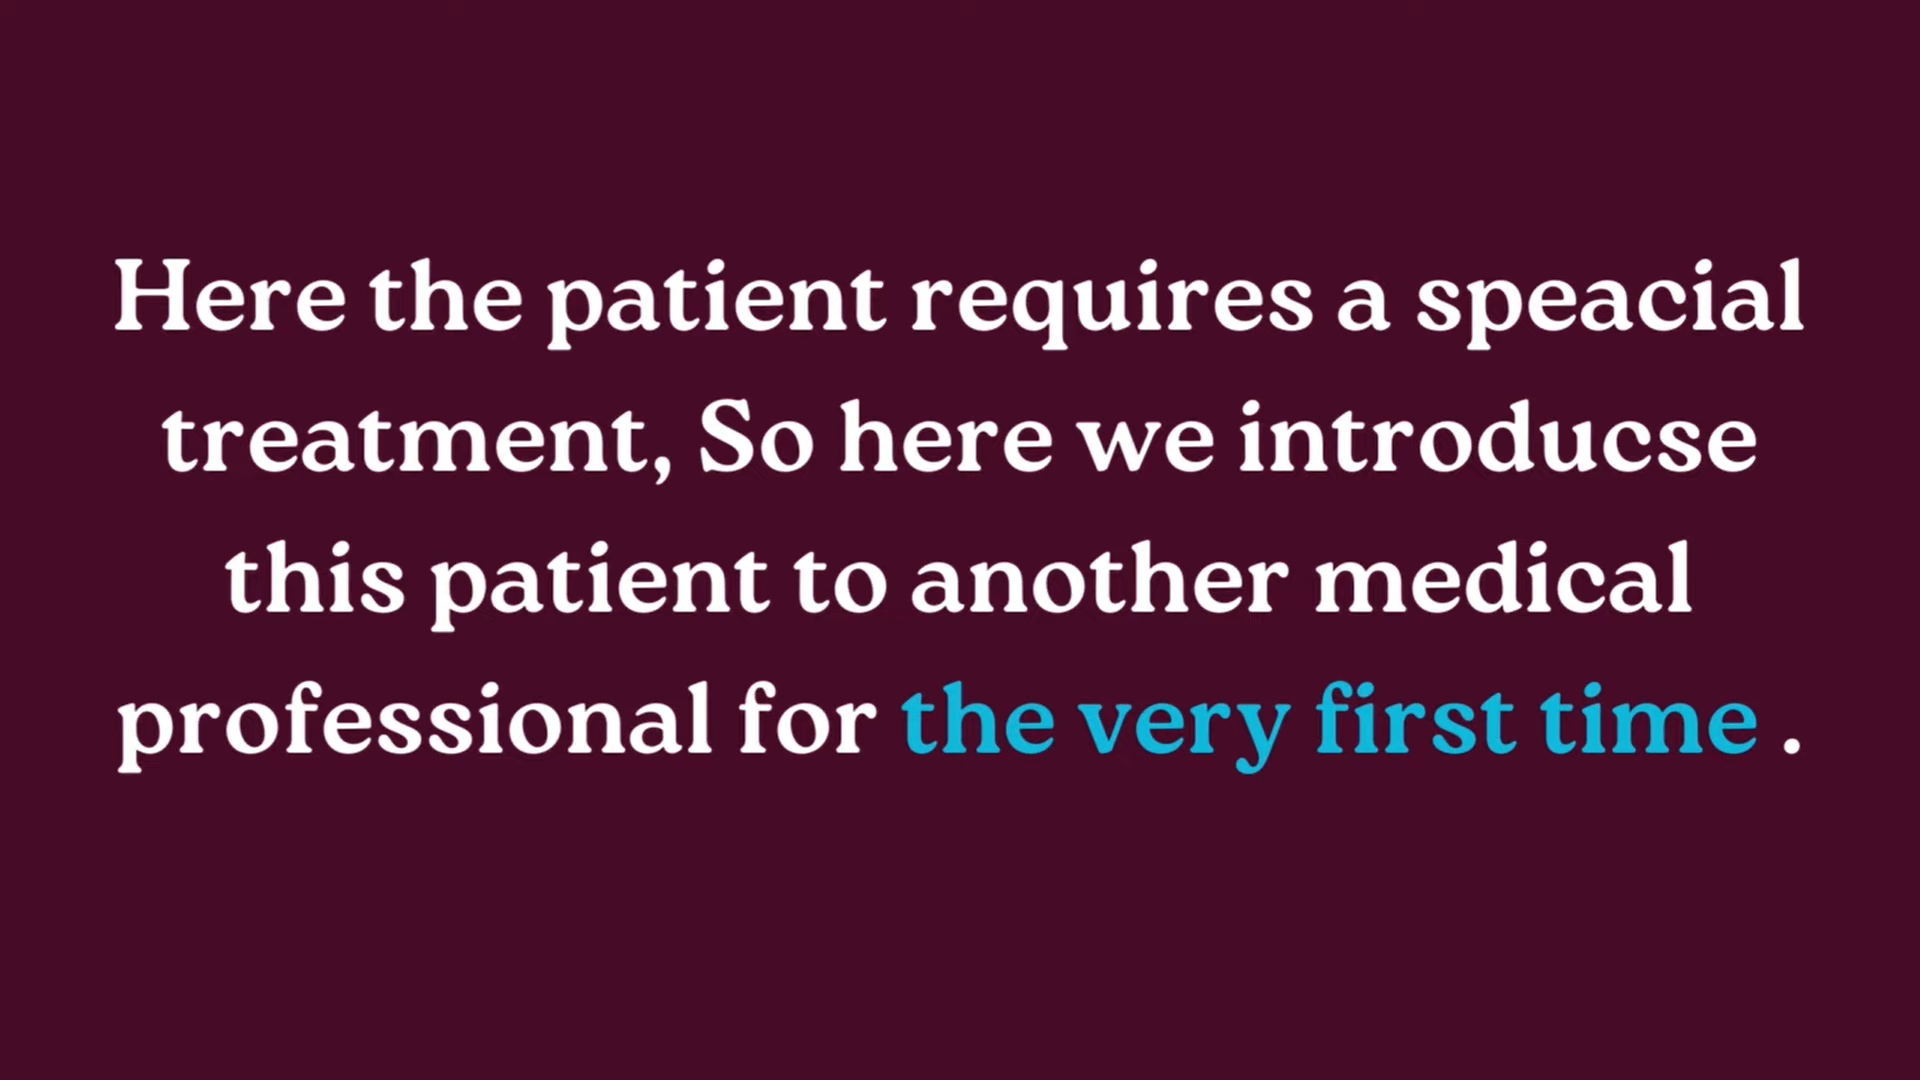 Here the patient requires a speacial
treatment, So here we introducse
this patient to another medical
professional for the very first time .